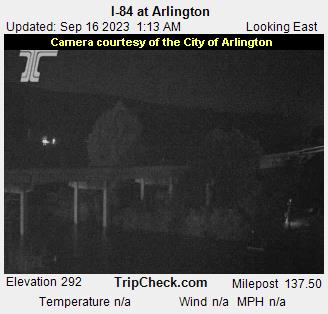 I-84 at Arlington
Updated: Sep 16 2023 1:13 AM Looking East
Camera courtesy of the City of Arlington
Elevation 292 TripCheck.com Milepost 137.50
Temperature n/a Wind n/a MPH n/a